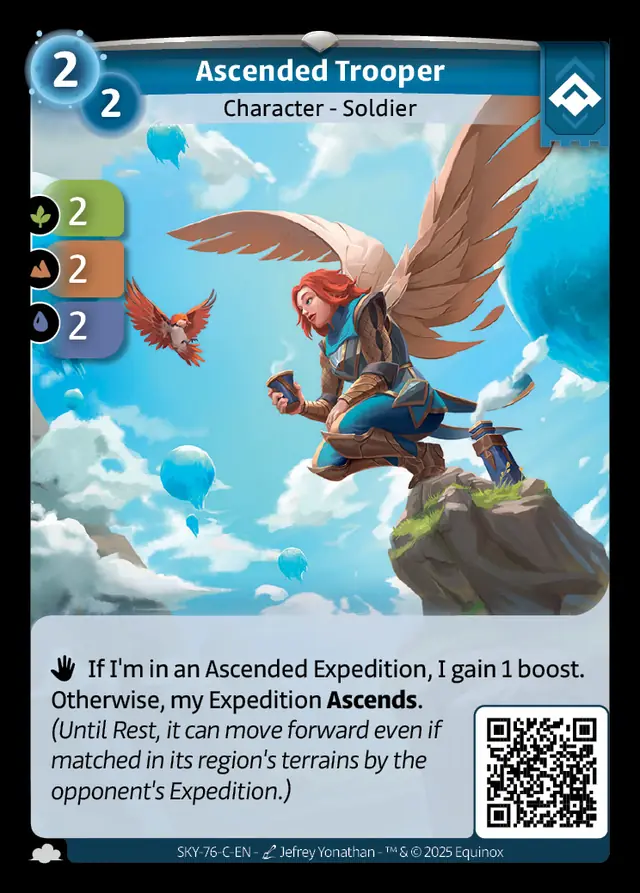 2
2
Ascended Trooper
Character - Soldier
2
2
2
If I'm in an Ascended Expedition, I gain 1 boost.
Otherwise, my Expedition Ascends.
(Until Rest, it can move forward even if
matched in its region's terrains by the
opponent's Expedition.)
SKY-76-C-EN - Jefrey Yonathan - ™ & © 2025 Equinox